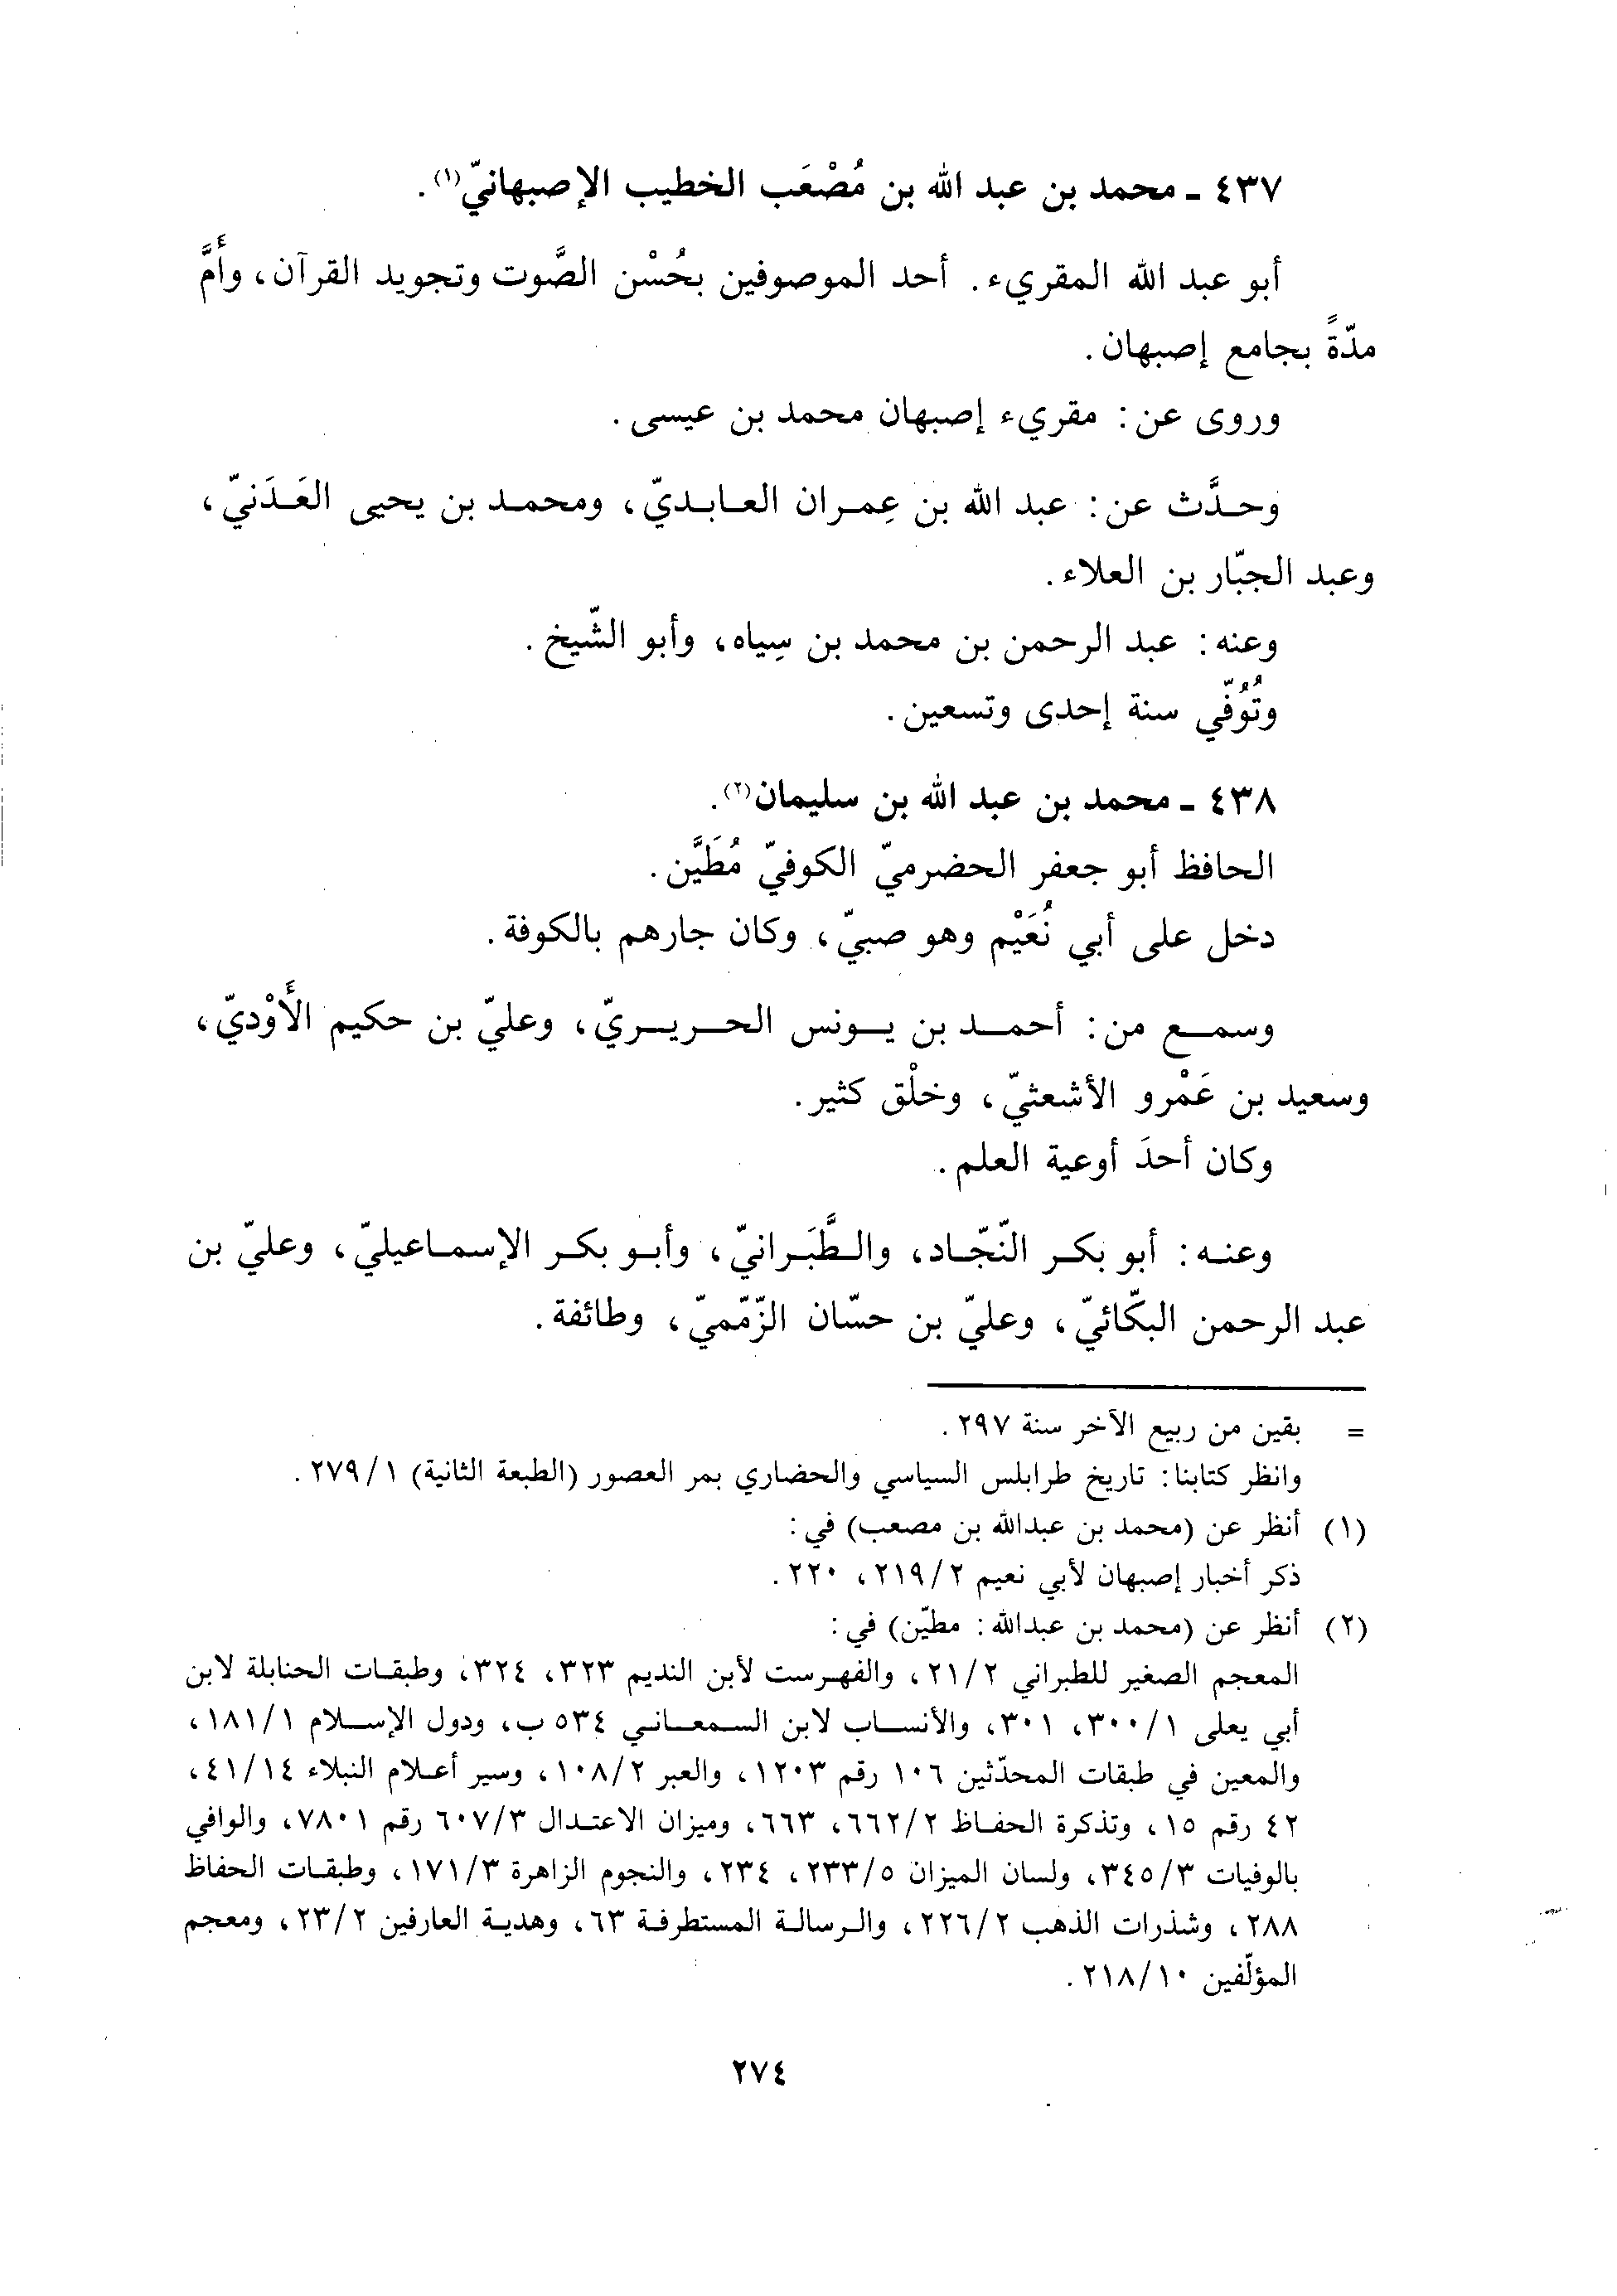 ٤٣٧ ـ محمد بن عبد الله بن مُصْعَب الخطيب الإصبهانيّ(١).
أبو عبد الله المقريء. أحد الموصوفين بحُسْن الصَّوت وتجويد القرآن، وأَمَّ
مدّةً بجامع إصبهان.
وروى عن: مقريء إصبهان محمد بن عيسى.
وحدَّث عن: عبد الله بن عِمران العابديّ، ومحمد بن يحيى العَدَنيّ،
وعبد الجبّار بن العلاء.
وعنه: عبد الرحمن بن محمد بن سِياه، وأبو الشّيخ.
وتُوُفّي سنة إحدى وتسعين.
٤٣٨ ـ محمد بن عبد الله بن سليمان(٢).
الحافظ أبو جعفر الحضرميّ الكوفيّ مُطَيَّن.
دخل على أبي نُعَيْم وهو صبيّ، وكان جارهم بالكوفة.
وسمع من: أحمد بن يونس الحريريّ، وعليّ بن حكيم الأَوْديّ،
وسعيد بن عَمْرو الأشعثيّ، وخلْق كثير.
وكان أحدَ أوعية العلم.
وعنه: أبو بكر النّجّاد، والطَّبَرانيّ، وأبو بكر الإسماعيليّ، وعليّ بن
عبد الرحمن البكّائيّ، وعليّ بن حسّان الزّمّميّ، وطائفة.
= بقين من ربيع الآخر سنة ٢٩٧.
وانظر كتابنا: تاريخ طرابلس السياسي والحضاري بمر العصور (الطبعة الثانية) ٢٧٩/١.
(١) أنظر عن (محمد بن عبدالله بن مصعب) في:
ذكر أخبار إصبهان لأبي نعيم ٢١٩/٢، ٢٢٠.
(٢) أنظر عن (محمد بن عبدالله: مطيّن) في:
المعجم الصغير للطبراني ٢١/٢، والفهرست لأبن النديم ٣٢٣، ٣٢٤، وطبقات الحنابلة لابن
أبي يعلى ٣٠٠/١، ٣٠١، والأنساب لابن السمعاني ٥٣٤ ب، ودول الإسلام ١٨١/١،
والمعين في طبقات المحدّثين ١٠٦ رقم ١٢٠٣، والعبر ١٠٨/٢، وسير أعلام النبلاء ٤١/١٤،
٤٢ رقم ١٥، وتذكرة الحفاظ ٦٦٢/٢، ٦٦٣، وميزان الاعتدال ٦٠٧/٣ رقم ٧٨٠١، والوافي
بالوفيات ٣٤٥/٣، ولسان الميزان ٢٣٣/٥، ٢٣٤، والنجوم الزاهرة ١٧١/٣، وطبقات الحفاظ
٢٨٨، وشذرات الذهب ٢٢٦/٢، والرسالة المستطرفة ٦٣، وهدية العارفين ٢٣/٢، ومعجم
المؤلّفين ٢١٨/١٠.
٢٧٤